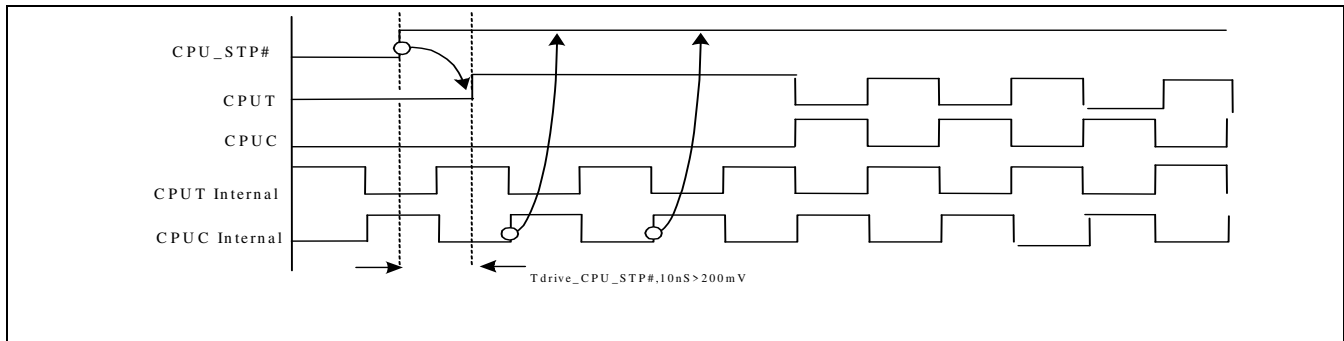 CPU_STP#
CPUT
CPUC
CPUT Internal
CPUC Internal
Tdrive_CPU_STP#,10nS>200mV